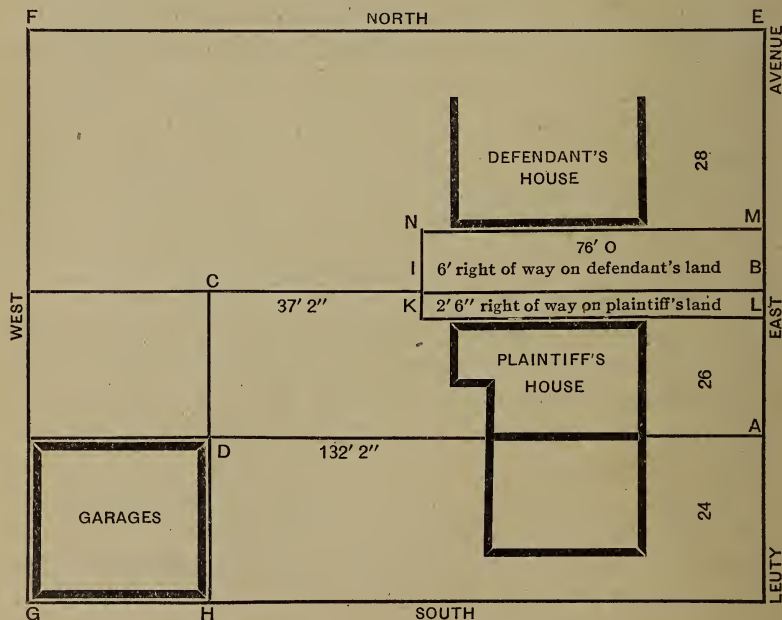 F NORTH E
AVENUE
DEFENDANT'S
HOUSE
28
N M
76' O
I 6' right of way on defendant's land B
C
WEST
37' 2"
K 2' 6" right of way on plaintiff's land L
EAST
PLAINTIFF'S
HOUSE
26
A
D 132' 2"
GARAGES
24
LEUTY
G H SOUTH